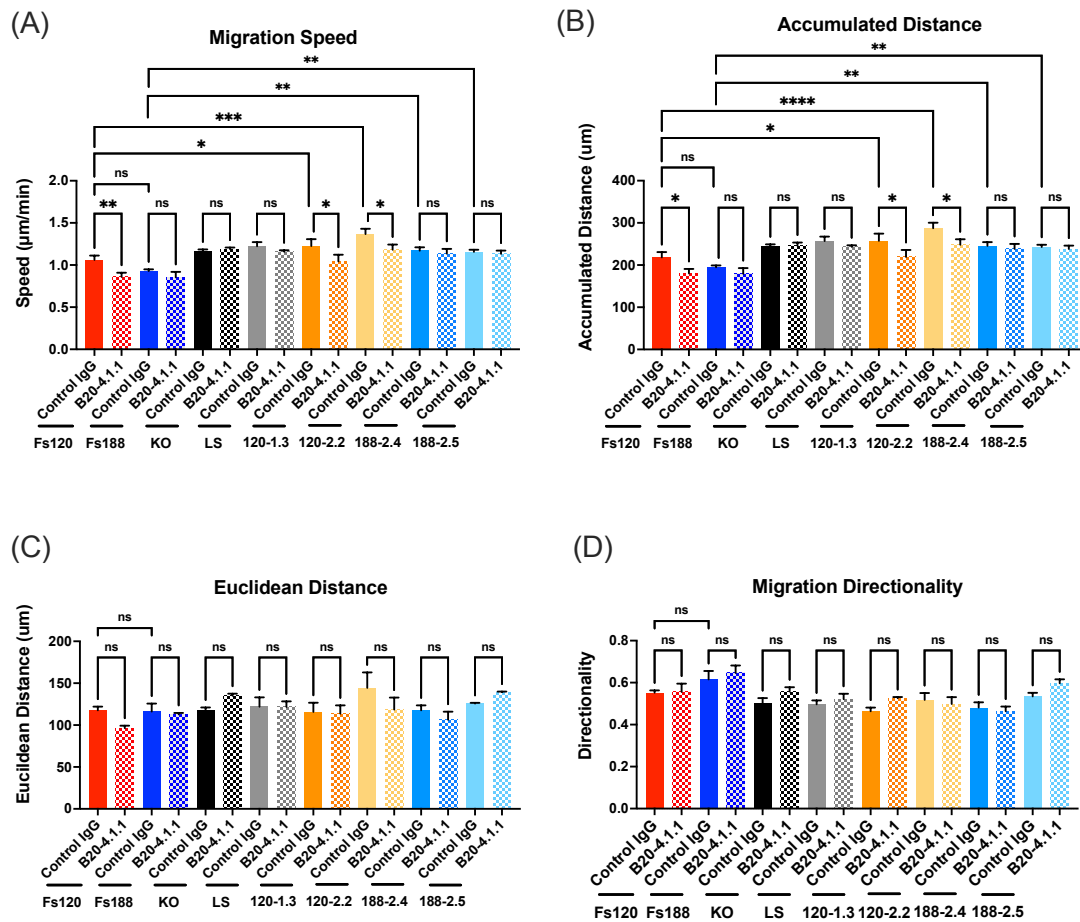 (A)
Migration Speed
**
**
***
*
ns
** ns ns ns * * ns ns
Speed (µm/min)
2.0
1.5
1.0
0.5
0.0
Control IgG B20-4.1.1 Control IgG B20-4.1.1 Control IgG B20-4.1.1 Control IgG B20-4.1.1 Control IgG B20-4.1.1 Control IgG B20-4.1.1 Control IgG B20-4.1.1 Control IgG B20-4.1.1
Fs120 Fs188 KO LS 120-1.3 120-2.2 188-2.4 188-2.5
(B)
Accumulated Distance
**
**
****
*
ns
* ns ns ns * * ns ns
Accumulated Distance (um)
400
300
200
100
0
Control IgG B20-4.1.1 Control IgG B20-4.1.1 Control IgG B20-4.1.1 Control IgG B20-4.1.1 Control IgG B20-4.1.1 Control IgG B20-4.1.1 Control IgG B20-4.1.1 Control IgG B20-4.1.1
Fs120 Fs188 KO LS 120-1.3 120-2.2 188-2.4 188-2.5
(C)
Euclidean Distance
ns
ns ns ns ns ns ns ns ns
Eucildean Distance (um)
200
150
100
50
0
Control IgG B20-4.1.1 Control IgG B20-4.1.1 Control IgG B20-4.1.1 Control IgG B20-4.1.1 Control IgG B20-4.1.1 Control IgG B20-4.1.1 Control IgG B20-4.1.1 Control IgG B20-4.1.1
Fs120 Fs188 KO LS 120-1.3 120-2.2 188-2.4 188-2.5
(D)
Migration Directionality
ns
ns ns ns ns ns ns ns ns
Directionality
0.8
0.6
0.4
0.2
0.0
Control IgG B20-4.1.1 Control IgG B20-4.1.1 Control IgG B20-4.1.1 Control IgG B20-4.1.1 Control IgG B20-4.1.1 Control IgG B20-4.1.1 Control IgG B20-4.1.1 Control IgG B20-4.1.1
Fs120 Fs188 KO LS 120-1.3 120-2.2 188-2.4 188-2.5